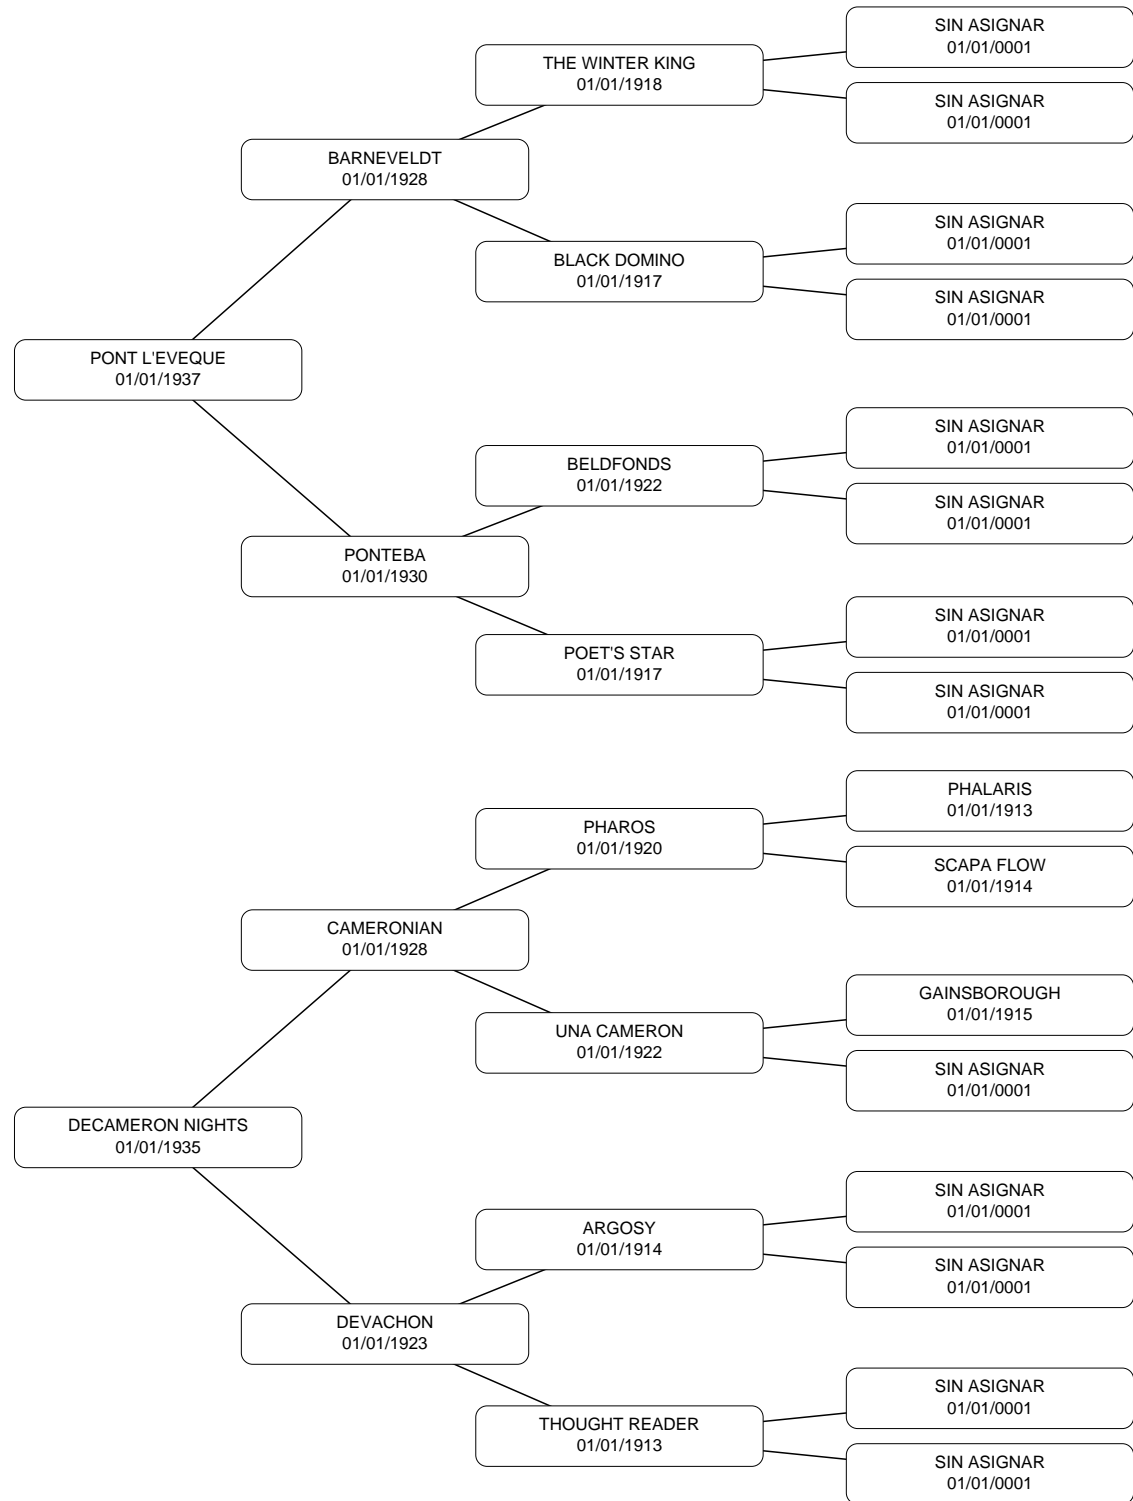 SIN ASIGNAR
01/01/0001
THE WINTER KING
01/01/1918
SIN ASIGNAR
01/01/0001
BARNEVELDT
01/01/1928
SIN ASIGNAR
01/01/0001
BLACK DOMINO
01/01/1917
SIN ASIGNAR
01/01/0001
PONT L'EVEQUE
01/01/1937
SIN ASIGNAR
01/01/0001
BELDFONDS
01/01/1922
SIN ASIGNAR
01/01/0001
PONTEBA
01/01/1930
SIN ASIGNAR
01/01/0001
POET'S STAR
01/01/1917
SIN ASIGNAR
01/01/0001
PHALARIS
01/01/1913
PHAROS
01/01/1920
SCAPA FLOW
01/01/1914
CAMERONIAN
01/01/1928
GAINSBOROUGH
01/01/1915
UNA CAMERON
01/01/1922
SIN ASIGNAR
01/01/0001
DECAMERON NIGHTS
01/01/1935
SIN ASIGNAR
01/01/0001
ARGOSY
01/01/1914
SIN ASIGNAR
01/01/0001
DEVACHON
01/01/1923
SIN ASIGNAR
01/01/0001
THOUGHT READER
01/01/1913
SIN ASIGNAR
01/01/0001